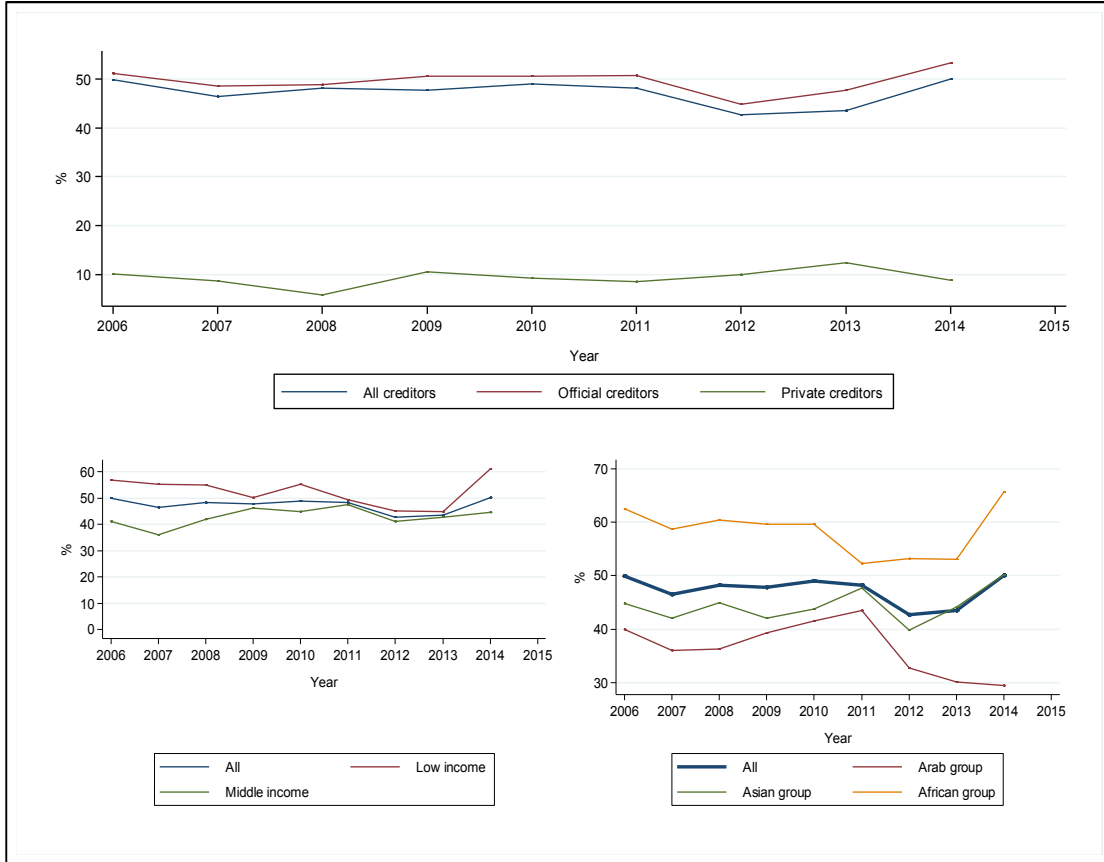 50
40
30
20
10
%
2006 2007 2008 2009 2010 2011 2012 2013 2014 2015
Year
All creditors Official creditors Private creditors
60
50
40
30
20
10
0
%
2006 2007 2008 2009 2010 2011 2012 2013 2014 2015
Year
All Low income
Middle income
70
60
50
40
30
%
2006 2007 2008 2009 2010 2011 2012 2013 2014 2015
Year
All Arab group
Asian group African group